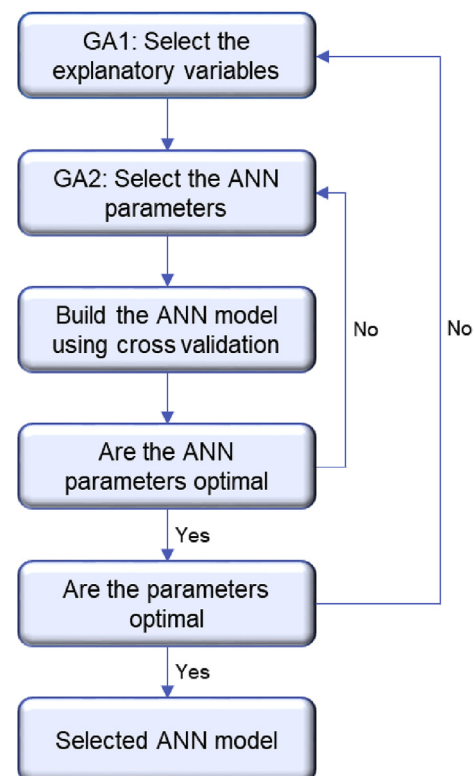 GA1: Select the
explanatory variables
GA2: Select the ANN
parameters
Build the ANN model
using cross validation
No
No
Are the ANN
parameters optimal
Yes
Are the parameters
optimal
Yes
Selected ANN model